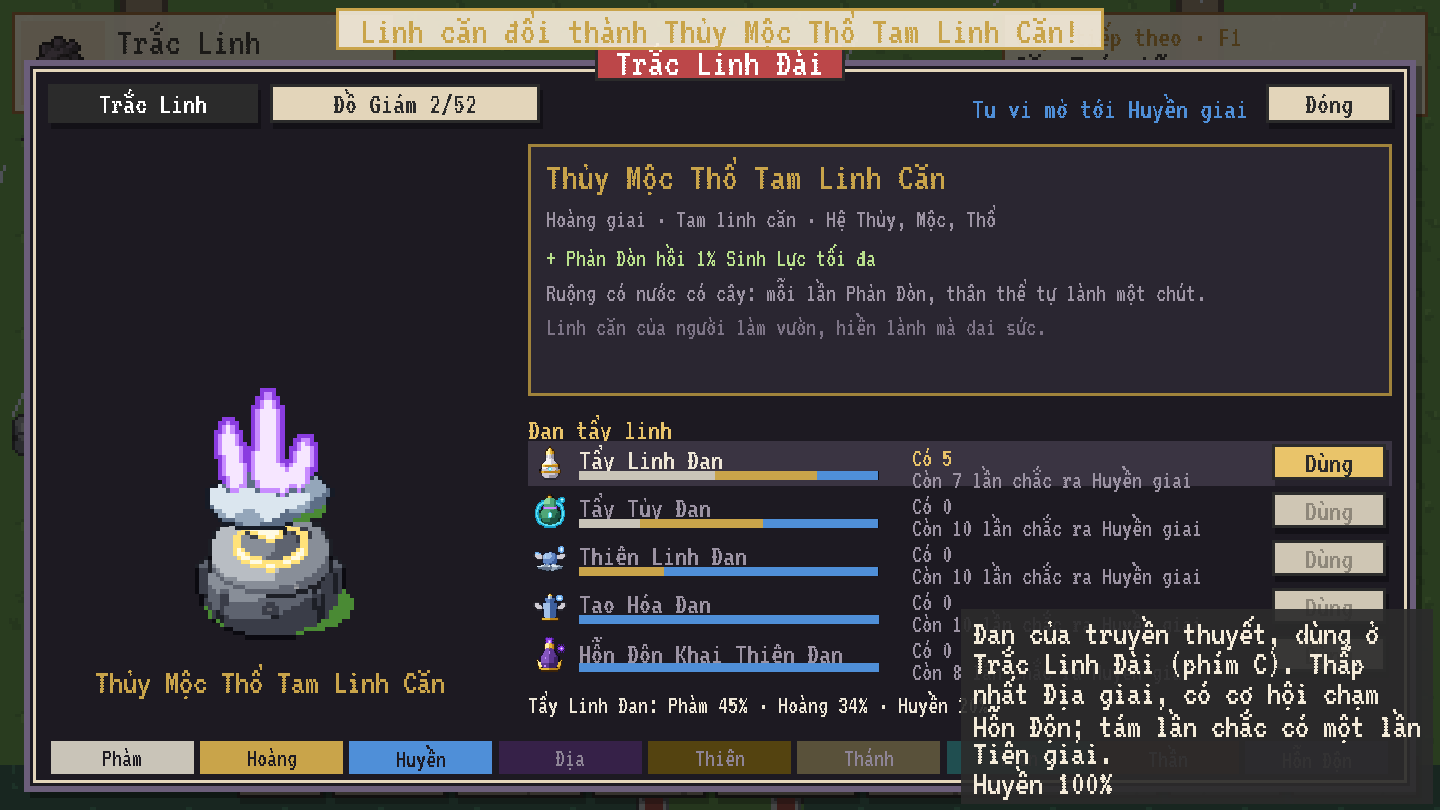 Linh căn đổi thành Thủy Mộc Thổ Tam Linh Căn!
Trắc Linh
ếp theo · F1
Trắc Linh Đài
Trắc Linh
Đồ Giám 2/52
Tu vi mở tới Huyền giai
Đóng
Thủy Mộc Thổ Tam Linh Căn
Hoàng giai · Tam linh căn · Hệ Thủy, Mộc, Thổ
+ Phản Đòn hồi 1% Sinh Lực tối đa
Ruộng có nước có cây: mỗi lần Phản Đòn, thân thể tự lành một chút.
Linh căn của người làm vườn, hiền lành mà dai sức.
Đan tẩy linh
Tẩy Linh Đan
Có 5
Còn 7 lần chắc ra Huyền giai
Dùng
Tẩy Tủy Đan
Có 0
Còn 10 lần chắc ra Huyền giai
Dùng
Thiên Linh Đan
Có 0
Còn 10 lần chắc ra Huyền giai
Dùng
Tạo Hóa Đan
Có 0
Còn 1
Dùng
Hỗn Độn Khai Thiên Đan
Có 0
Còn 8
Tẩy Linh Đan: Phàm 45% · Hoàng 34% · Huyền
Đan của truyền thuyết, dùng ở
Trắc Linh Đài (phím C). Thấp
nhất Địa giai, có cơ hội chạm
Hỗn Độn; tám lần chắc có một lần
Tiên giai.
Huyền 100%
Thủy Mộc Thổ Tam Linh Căn
Phàm
Hoàng
Huyền
Địa
Thiên
Thánh
Thần
Hỗn Độn